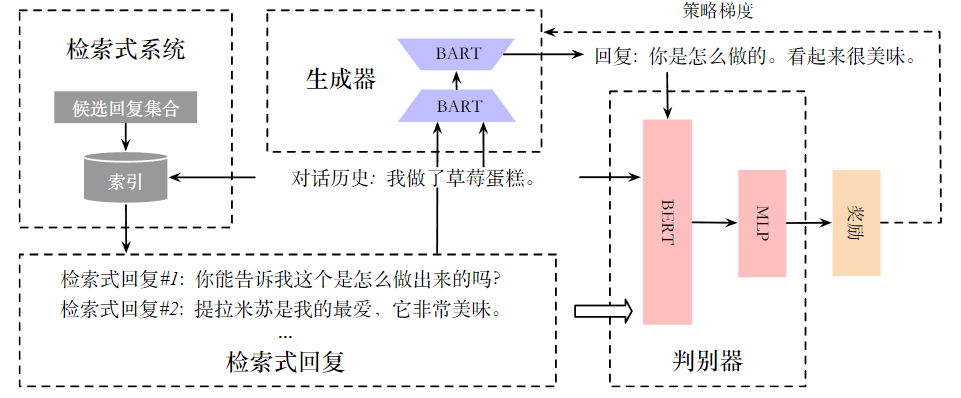 策略梯度
检索式系统
候选回复集合
索引
生成器
BART
BART
回复: 你是怎么做的。看起来很美味。
对话历史: 我做了草莓蛋糕。
BERT
MLP
奖励
判别器
检索式回复#1: 你能告诉我这个是怎么做出来的吗?
检索式回复#2: 提拉米苏是我的最爱, 它非常美味。
...
检索式回复